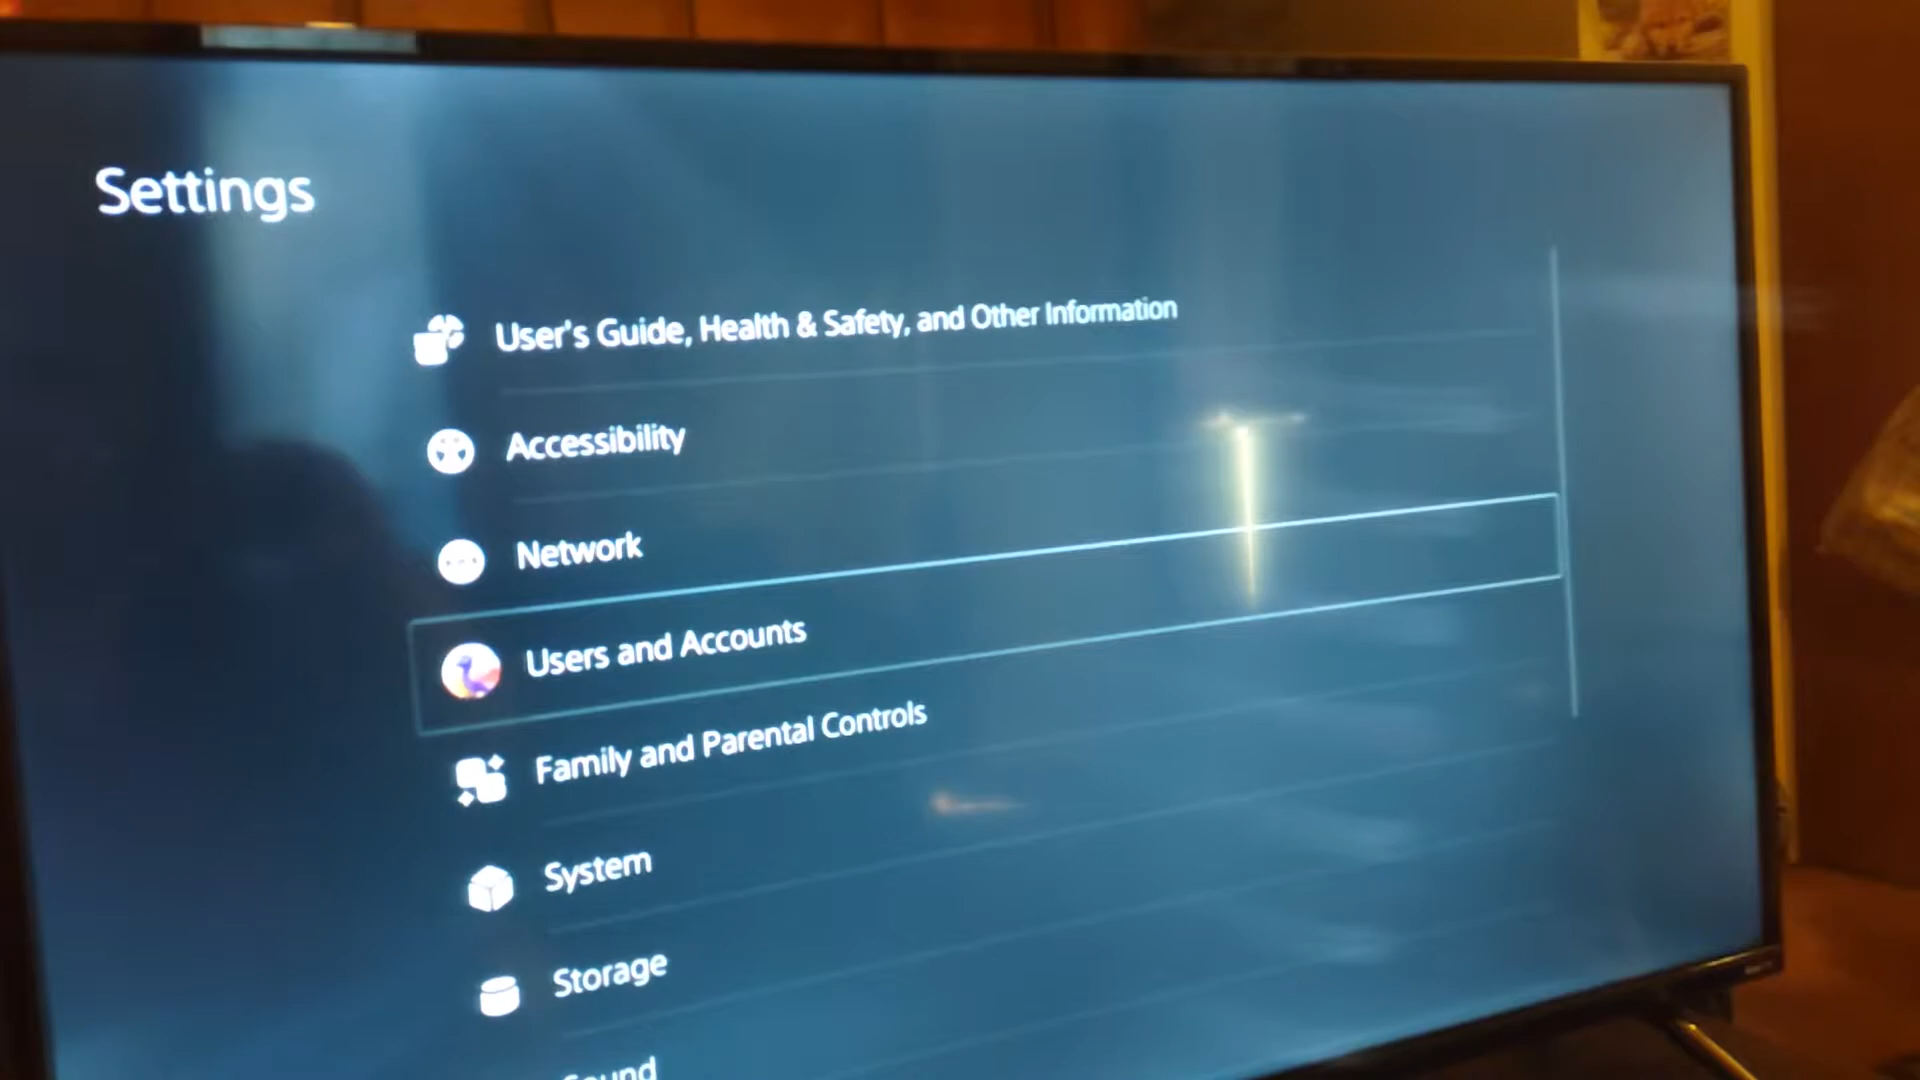 Settings
User's Guide, Health & Safety, and Other Information
Accessibility
Network
Users and Accounts
Family and Parental Controls
System
Storage
Sound